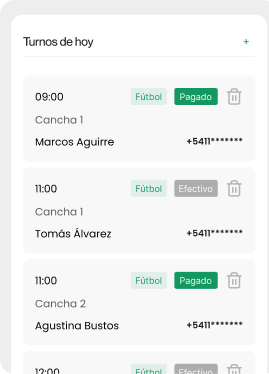 Turnos de hoy +
09:00 Fútbol Pagado
Cancha 1
Marcos Aguirre +5411*******
11:00 Fútbol Efectivo
Cancha 1
Tomás Álvarez +5411*******
11:00 Fútbol Pagado
Cancha 2
Agustina Bustos +5411*******
12:00 Fútbol Efectivo